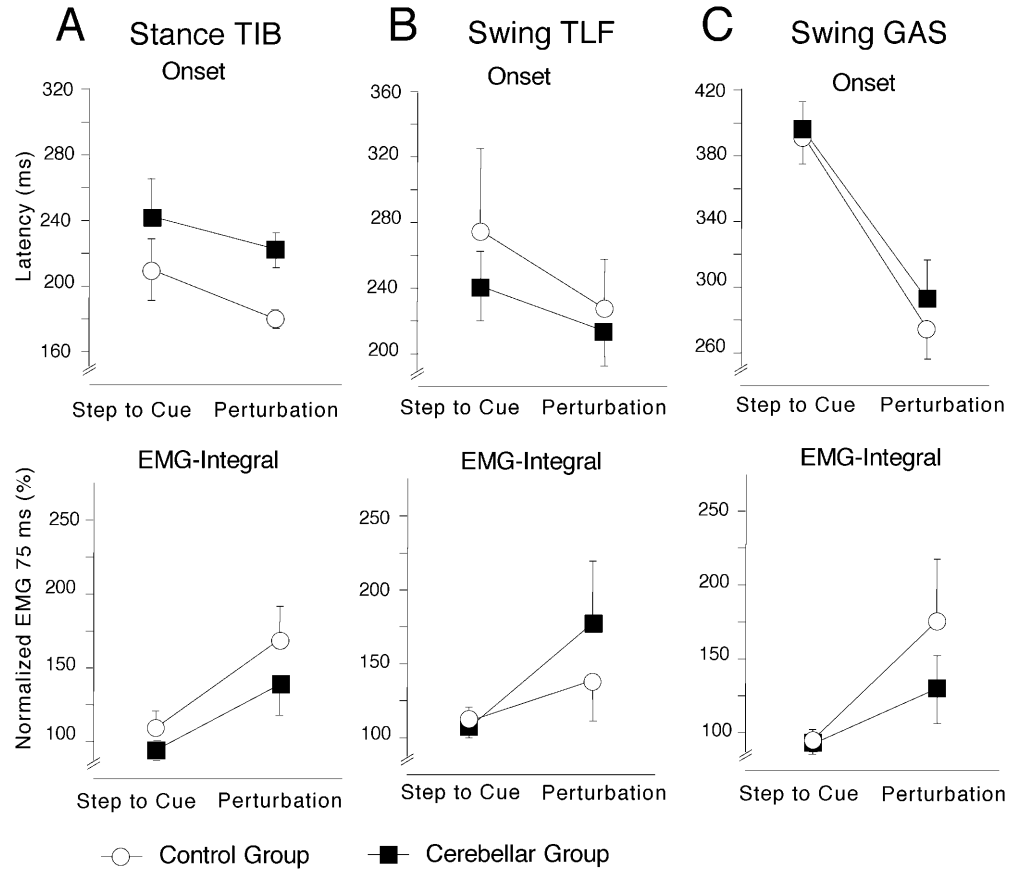 A Stance TIB
Onset
320
280
240
200
160
Latency (ms)
Step to Cue Perturbation
B Swing TLF
Onset
360
320
280
240
200
Step to Cue Perturbation
C Swing GAS
Onset
420
380
340
300
260
Step to Cue Perturbation
EMG-Integral
250
200
150
100
Normalized EMG 75 ms (%)
Step to Cue Perturbation
EMG-Integral
250
200
150
100
Step to Cue Perturbation
EMG-Integral
250
200
150
100
Step to Cue Perturbation
Control Group Cerebellar Group